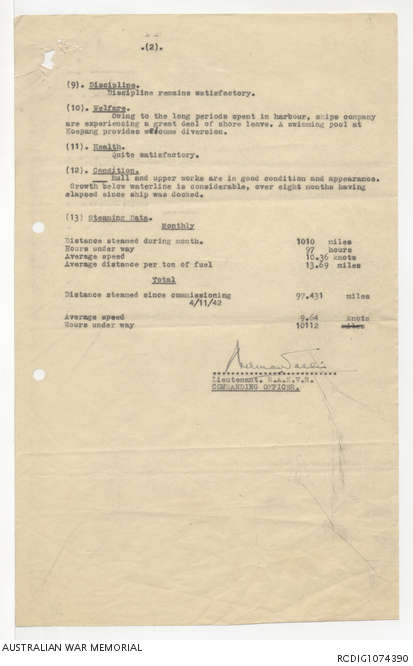 .(2).
(9). Discipline.
Discipline remains satisfactory.
(10). Welfare.
Owing to the long periods spent in harbour, ships company
are experiencing a great deal of shore leave. A swimming pool at
Koepang provides welcome diversion.
(11). Health.
Quite satisfactory.
(12). Condition.
Hull and upper works are in good condition and appearance.
Growth below waterline is considerable, over eight months having
elapsed since ship was docked.
(13) Steaming Data.
Monthly
Distance steamed during month. 1010 miles
Hours under way 97 hours
Average speed 10.36 knots
Average distance per ton of fuel 13.69 miles
Total
Distance steamed since commissioning 97.431 miles
4/11/42
Average speed 9.64 knots
Hours under way 10112 miles
Lieutenant, R.A.N.V.R.
COMMANDING OFFICER.
AUSTRALIAN WAR MEMORIAL
RCDIG1074390